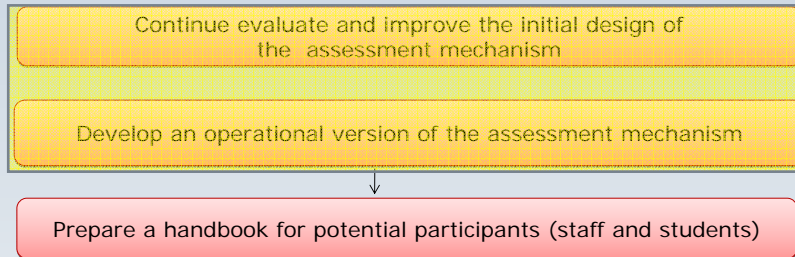 Continue evaluate and improve the initial design of
the assessment mechanism
Develop an operational version of the assessment mechanism
Prepare a handbook for potential participants (staff and students)